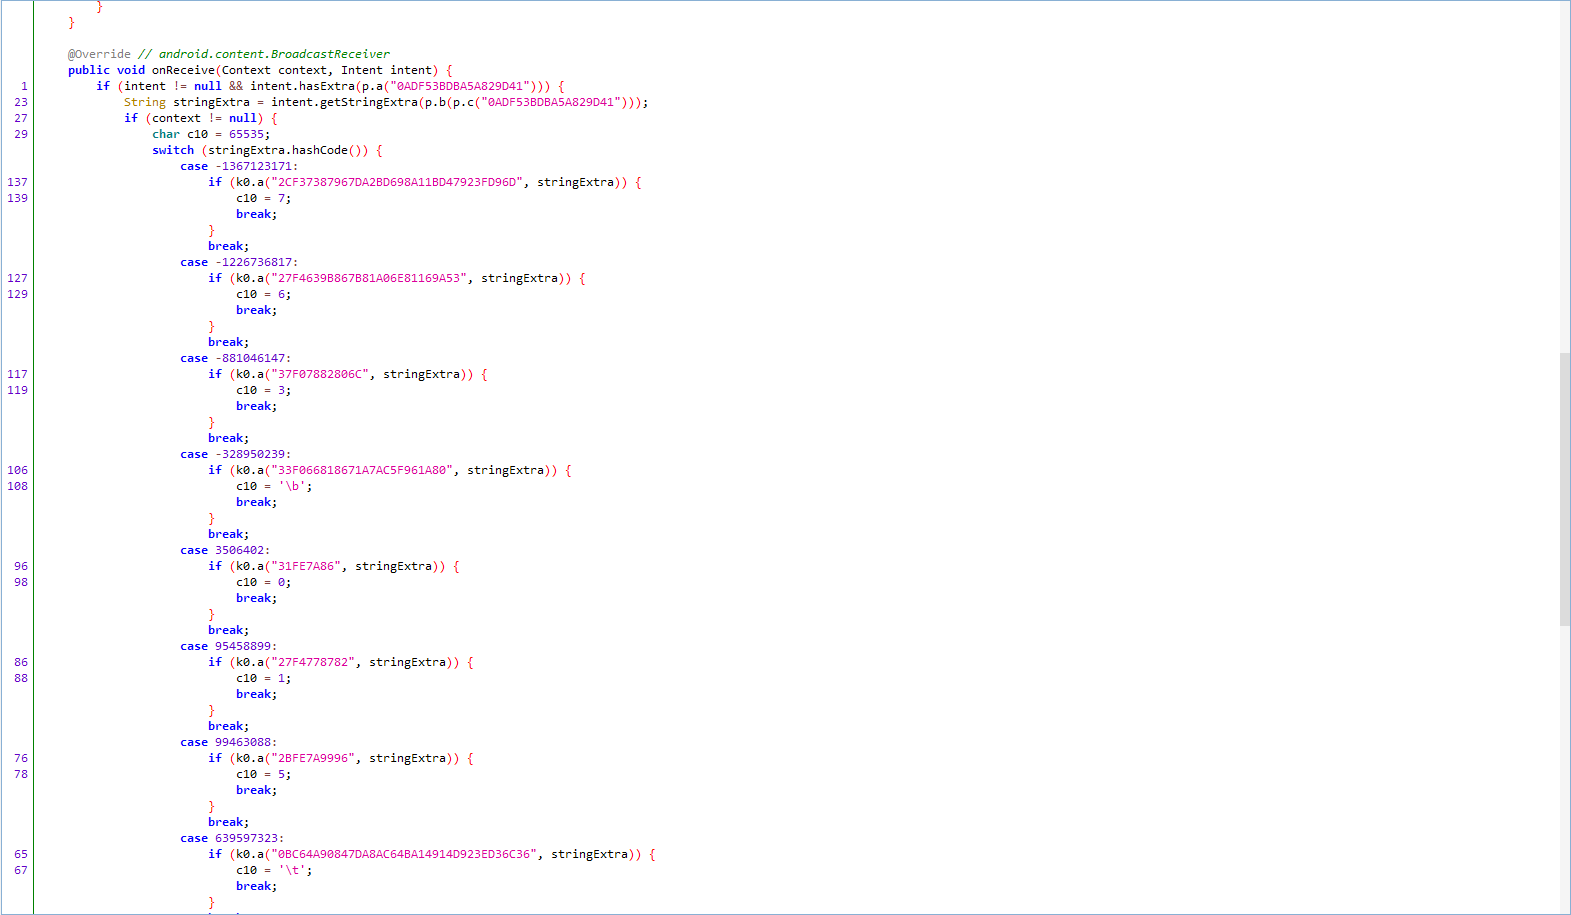 }
}
@Override // android.content.BroadcastReceiver
public void onReceive(Context context, Intent intent) {
1 if (intent != null && intent.hasExtra(p.a("0ADF53BDBA5A829D41"))) {
23 String stringExtra = intent.getStringExtra(p.b(p.c("0ADF53BDBA5A829D41")));
27 if (context != null) {
29 char c10 = 65535;
switch (stringExtra.hashCode()) {
case -1367123171:
137 if (k0.a("2CF37387967DA2BD698A11BD47923FD96D", stringExtra)) {
139 c10 = 7;
break;
}
break;
case -1226736817:
127 if (k0.a("27F4639B867B81A06E81169A53", stringExtra)) {
129 c10 = 6;
break;
}
break;
case -881046147:
117 if (k0.a("37F07882806C", stringExtra)) {
119 c10 = 3;
break;
}
break;
case -328950239:
106 if (k0.a("33F066818671A7AC5F961A80", stringExtra)) {
108 c10 = '\b';
break;
}
break;
case 3506402:
96 if (k0.a("31FE7A86", stringExtra)) {
98 c10 = 0;
break;
}
break;
case 95458899:
86 if (k0.a("27F4778782", stringExtra)) {
88 c10 = 1;
break;
}
break;
case 99463088:
76 if (k0.a("2BFE7A9996", stringExtra)) {
78 c10 = 5;
break;
}
break;
case 639597323:
65 if (k0.a("0BC64A90847DA8AC64BA14914D923ED36C36", stringExtra)) {
67 c10 = '\t';
break;
}